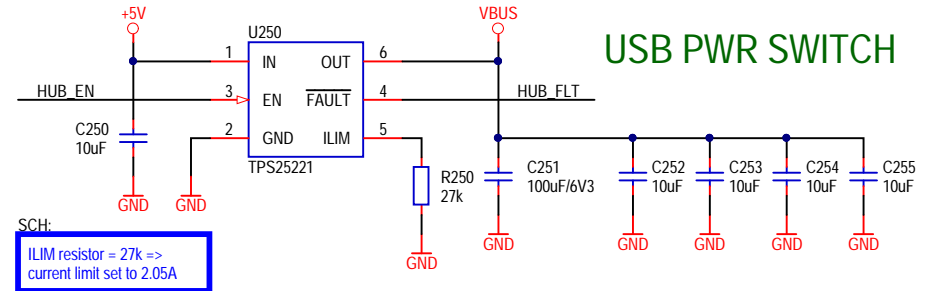 +5V
VBUS
USB PWR SWITCH
U250
1
IN
OUT
6
HUB_EN
3
EN
FAULT
4
HUB_FLT
2
GND
ILIM
5
TPS25221
C250
10uF
GND
GND
R250
27k
GND
C251
100uF/6V3
GND
C252
10uF
GND
C253
10uF
GND
C254
10uF
GND
C255
10uF
GND
SCH:
ILIM resistor = 27k =>
current limit set to 2.05A